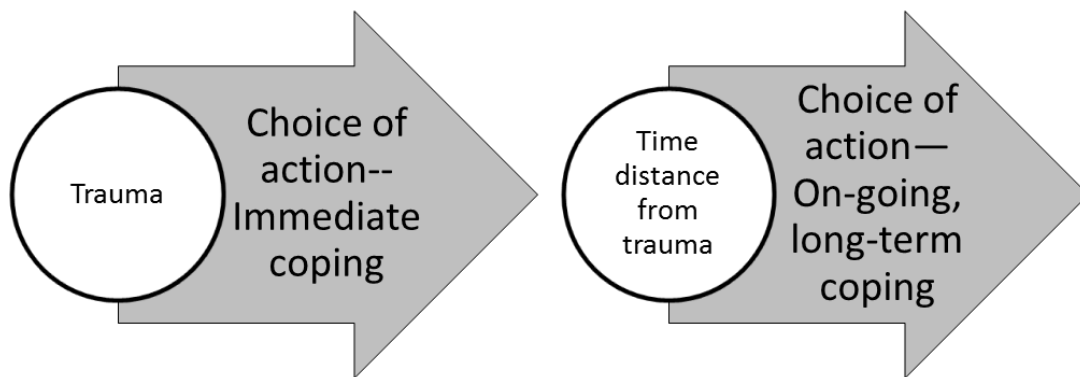 Trauma
Choice of
action--
Immediate
coping
Time
distance
from
trauma
Choice of
action—
On-going,
long-term
coping